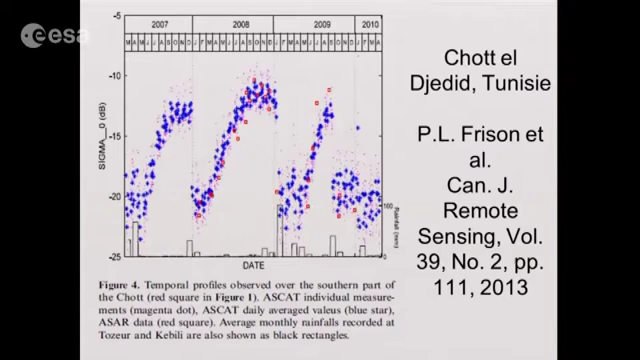 esa
2007 2008 2009 2010
-5
-10
-15
-20
-25
SIGMA_0 (dB)
100
0
Rainfall (mm)
DATE
Figure 4. Temporal profiles observed over the southern part of
the Chott (red square in Figure 1). ASCAT individual measure-
ments (magenta dot), ASCAT daily averaged valeus (blue star),
ASAR data (red square). Average monthly rainfalls recorded at
Tozeur and Kebili are also shown as black rectangles.
Chott el
Djedid, Tunisie
P.L. Frison et
al.
Can. J.
Remote
Sensing, Vol.
39, No. 2, pp.
111, 2013